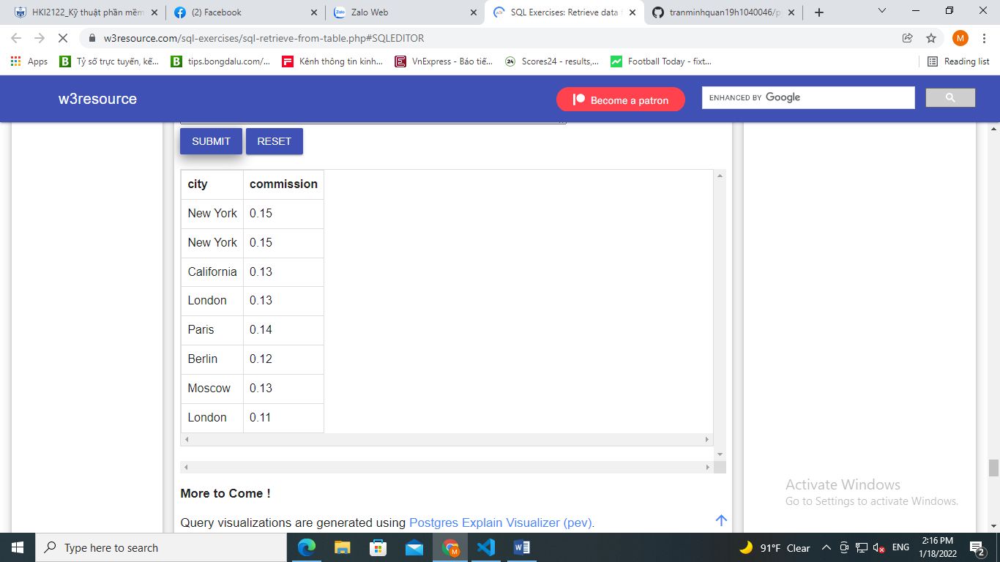 HKI2122_Kỹ thuật phần mềm
(2) Facebook
Zalo Web
SQL Exercises: Retrieve data
tranminhquan19h1040046/p
w3resource.com/sql-exercises/sql-retrieve-from-table.php#SQLEDITOR
M
Apps
B Tỷ số trực tuyến, kế...
B tips.bongdalu.com/...
Kênh thông tin kinh...
VnExpress - Báo tiế...
24 Scores24 - results,...
Football Today - fixt...
Reading list
w3resource
Become a patron
ENHANCED BY Google
SUBMIT RESET
city commission
New York 0.15
New York 0.15
California 0.13
London 0.13
Paris 0.14
Berlin 0.12
Moscow 0.13
London 0.11
More to Come !
Query visualizations are generated using Postgres Explain Visualizer (pev).
Activate Windows
Go to Settings to activate Windows.
Type here to search
M
91°F Clear
ENG
2:16 PM
1/18/2022
2